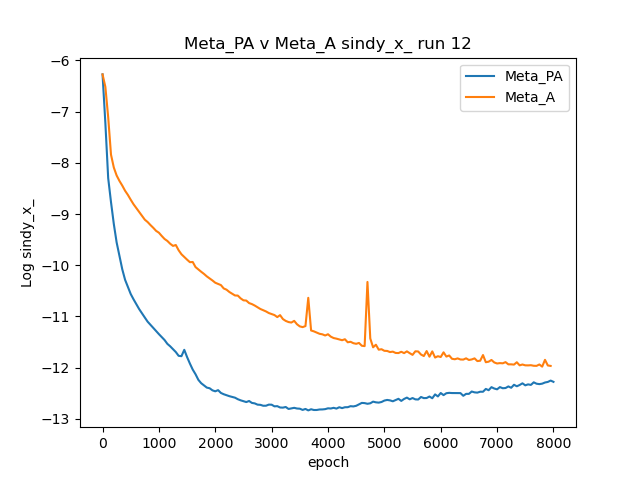 Meta_PA v Meta_A sindy_x_ run 12
Meta_PA
Meta_A
Log sindy_x_
−6
−7
−8
−9
−10
−11
−12
−13
0 1000 2000 3000 4000 5000 6000 7000 8000
epoch